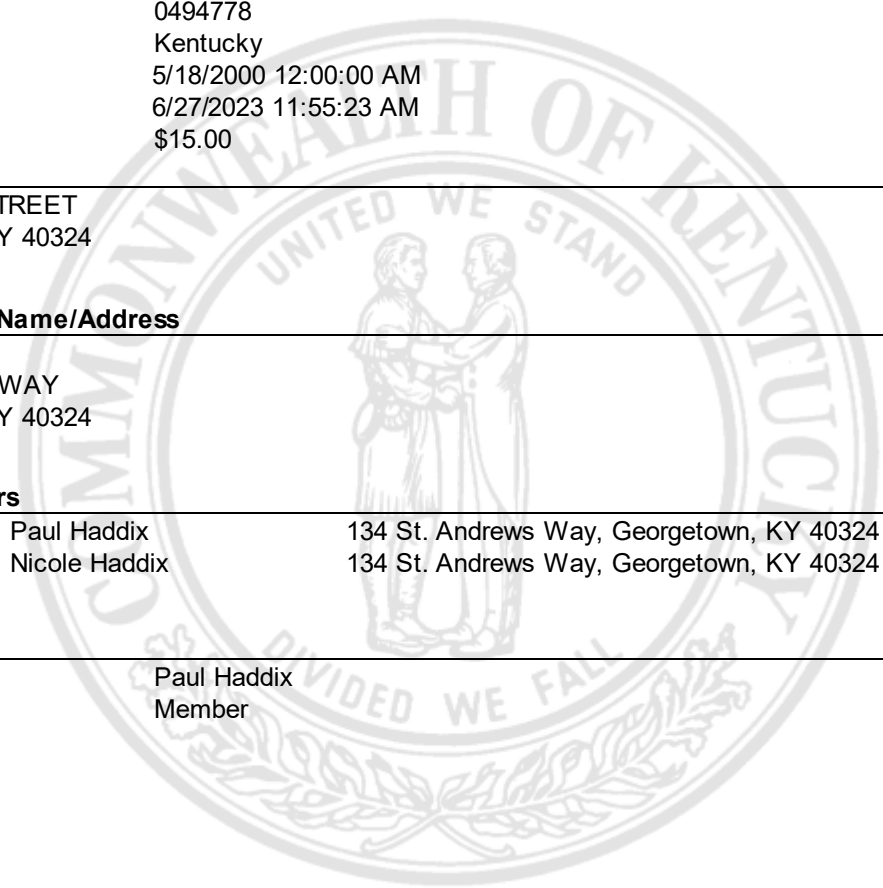 0494778
Kentucky
5/18/2000 12:00:00 AM
6/27/2023 11:55:23 AM
$15.00
TREET
Y 40324
Name/Address
WAY
Y 40324
rs
Paul Haddix 134 St. Andrews Way, Georgetown, KY 40324
Nicole Haddix 134 St. Andrews Way, Georgetown, KY 40324
Paul Haddix
Member
COMMONWEALTH OF KENTUCKY
UNITED WE STAND
DIVIDED WE FALL